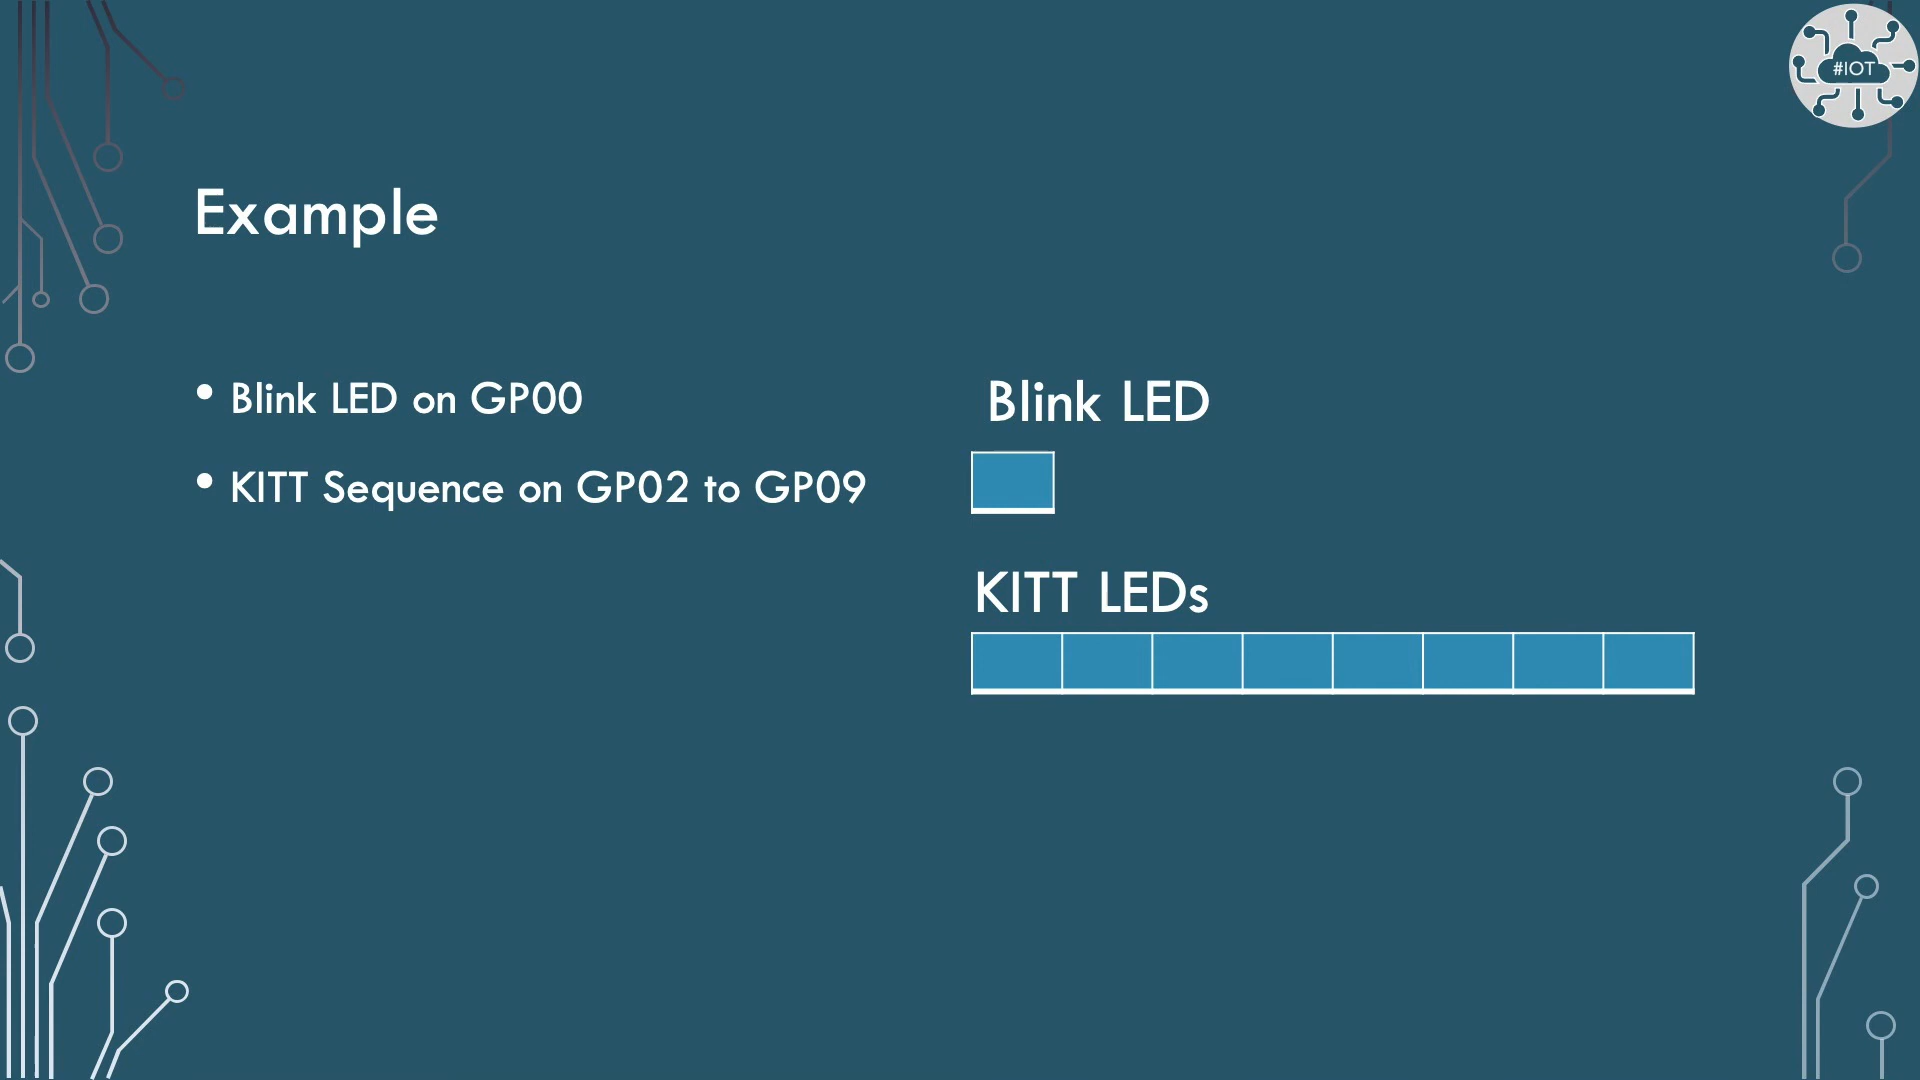 #IOT
Example
Blink LED on GP00
KITT Sequence on GP02 to GP09
Blink LED
KITT LEDs